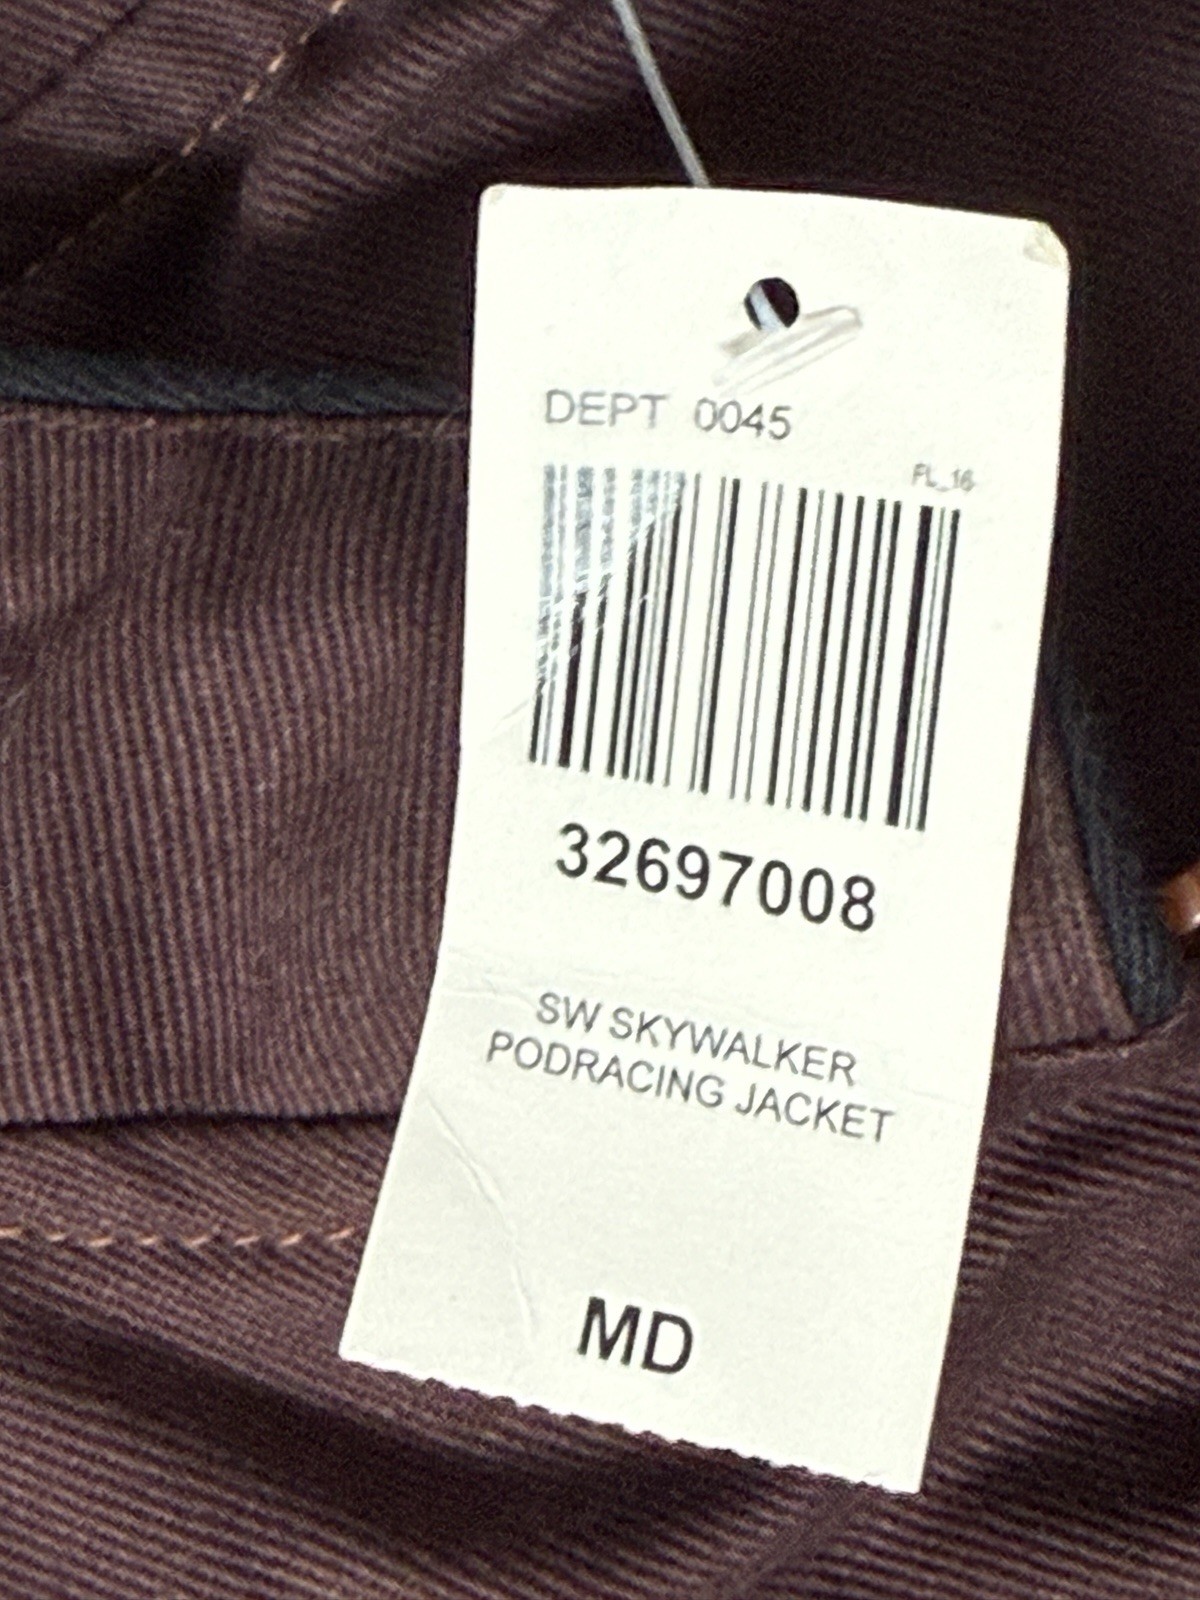 DEPT 0045
FL_16
32697008
SW SKYWALKER
PODRACING JACKET
MD